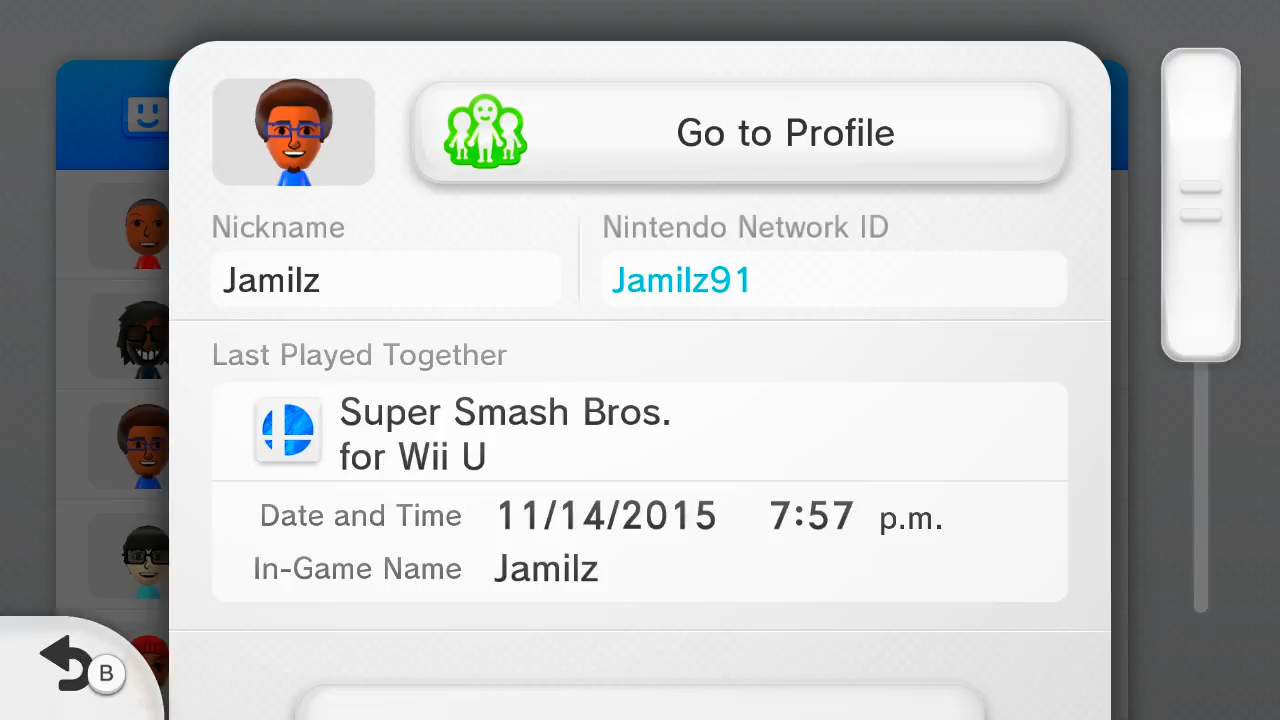 Go to Profile
Nickname
Nintendo Network ID
Jamilz
Jamilz91
Last Played Together
Super Smash Bros.
for Wii U
Date and Time 11/14/2015 7:57 p.m.
In-Game Name Jamilz
B